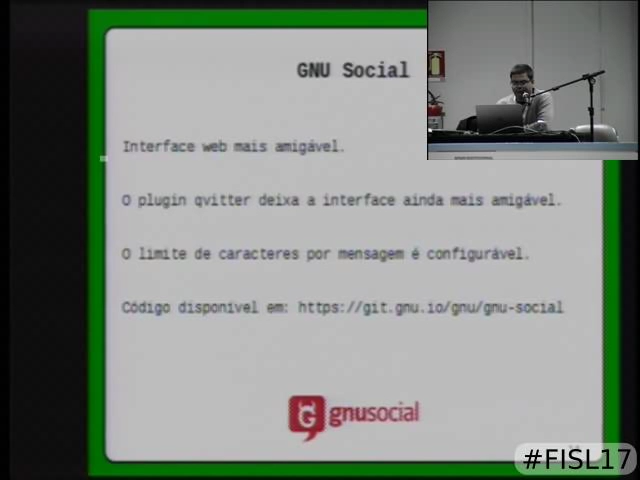 GNU Social
Interface web mais amigável.
O plugin qvitter deixa a interface ainda mais amigável.
O limite de caracteres por mensagem é configurável.
Código disponível em: https://git.gnu.io/gnu/gnu-social
gnusocial
#FISL17